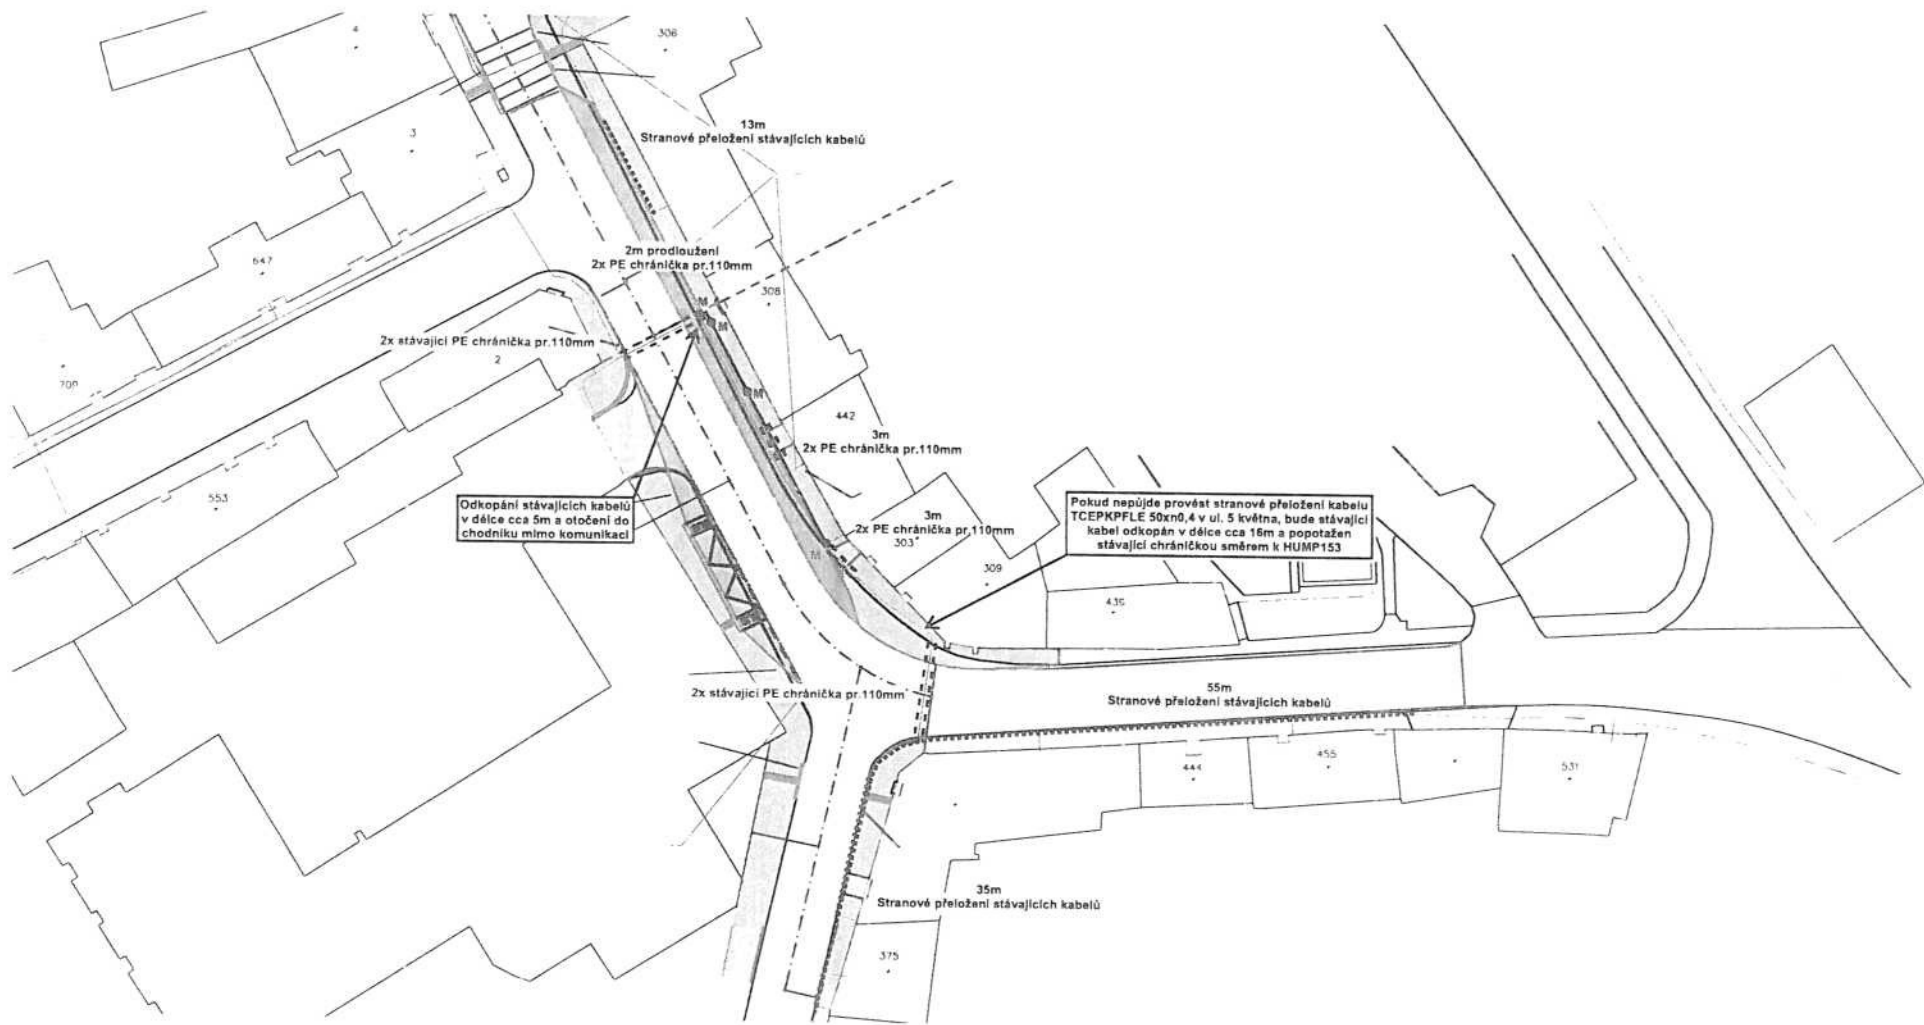 4
306
3
13m
Stranové přeložení stávajících kabelů
647
2m prodloužení
2x PE chránička pr.110mm
308
M
M
2x stávající PE chránička pr.110mm
2
700
M
442
3m
2x PE chránička pr.110mm
553
Odkopání stávajících kabelů
v délce cca 5m a otočení do
chodníku mimo komunikaci
3m
2x PE chránička pr.110mm
303
M
Pokud nepůjde provést stranové přeložení kabelu
TCEPKPFLE 50xn0,4 v ul. 5 května, bude stávající
kabel odkopán v délce cca 16m a popotažen
stávající chráničkou směrem k HUMP153
309
436
2x stávající PE chránička pr.110mm
55m
Stranové přeložení stávajících kabelů
444
455
531
35m
Stranové přeložení stávajících kabelů
375